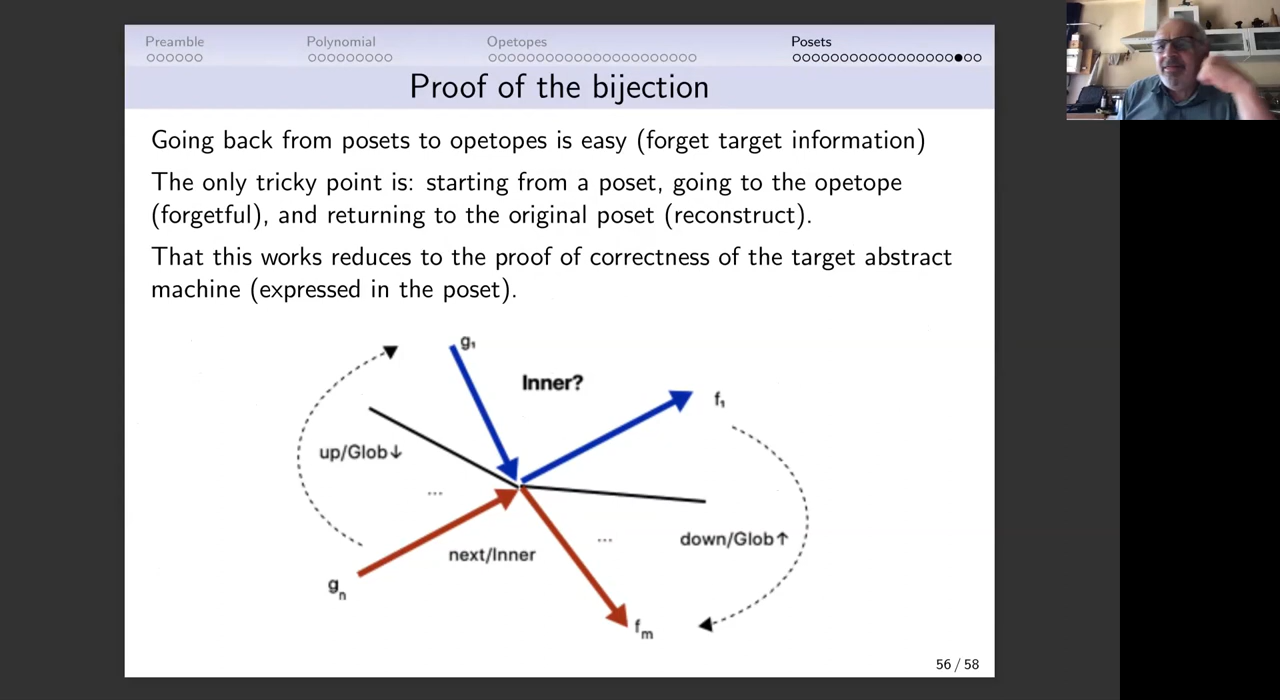 Preamble Polynomial Opetopes Posets
Proof of the bijection
Going back from posets to opetopes is easy (forget target information)
The only tricky point is: starting from a poset, going to the opetope
(forgetful), and returning to the original poset (reconstruct).
That this works reduces to the proof of correctness of the target abstract
machine (expressed in the poset).
g₁
Inner?
f₁
up/Glob↓
...
...
down/Glob↑
next/Inner
gₙ
fₘ
56 / 58